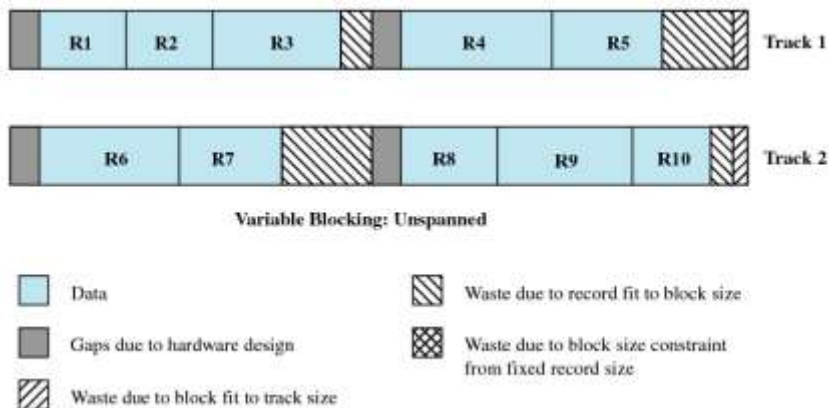 R1 R2 R3 R4 R5 Track 1
R6 R7 R8 R9 R10 Track 2
Variable Blocking: Unspanned
Data
Waste due to record fit to block size
Gaps due to hardware design
Waste due to block size constraint
from fixed record size
Waste due to block fit to track size